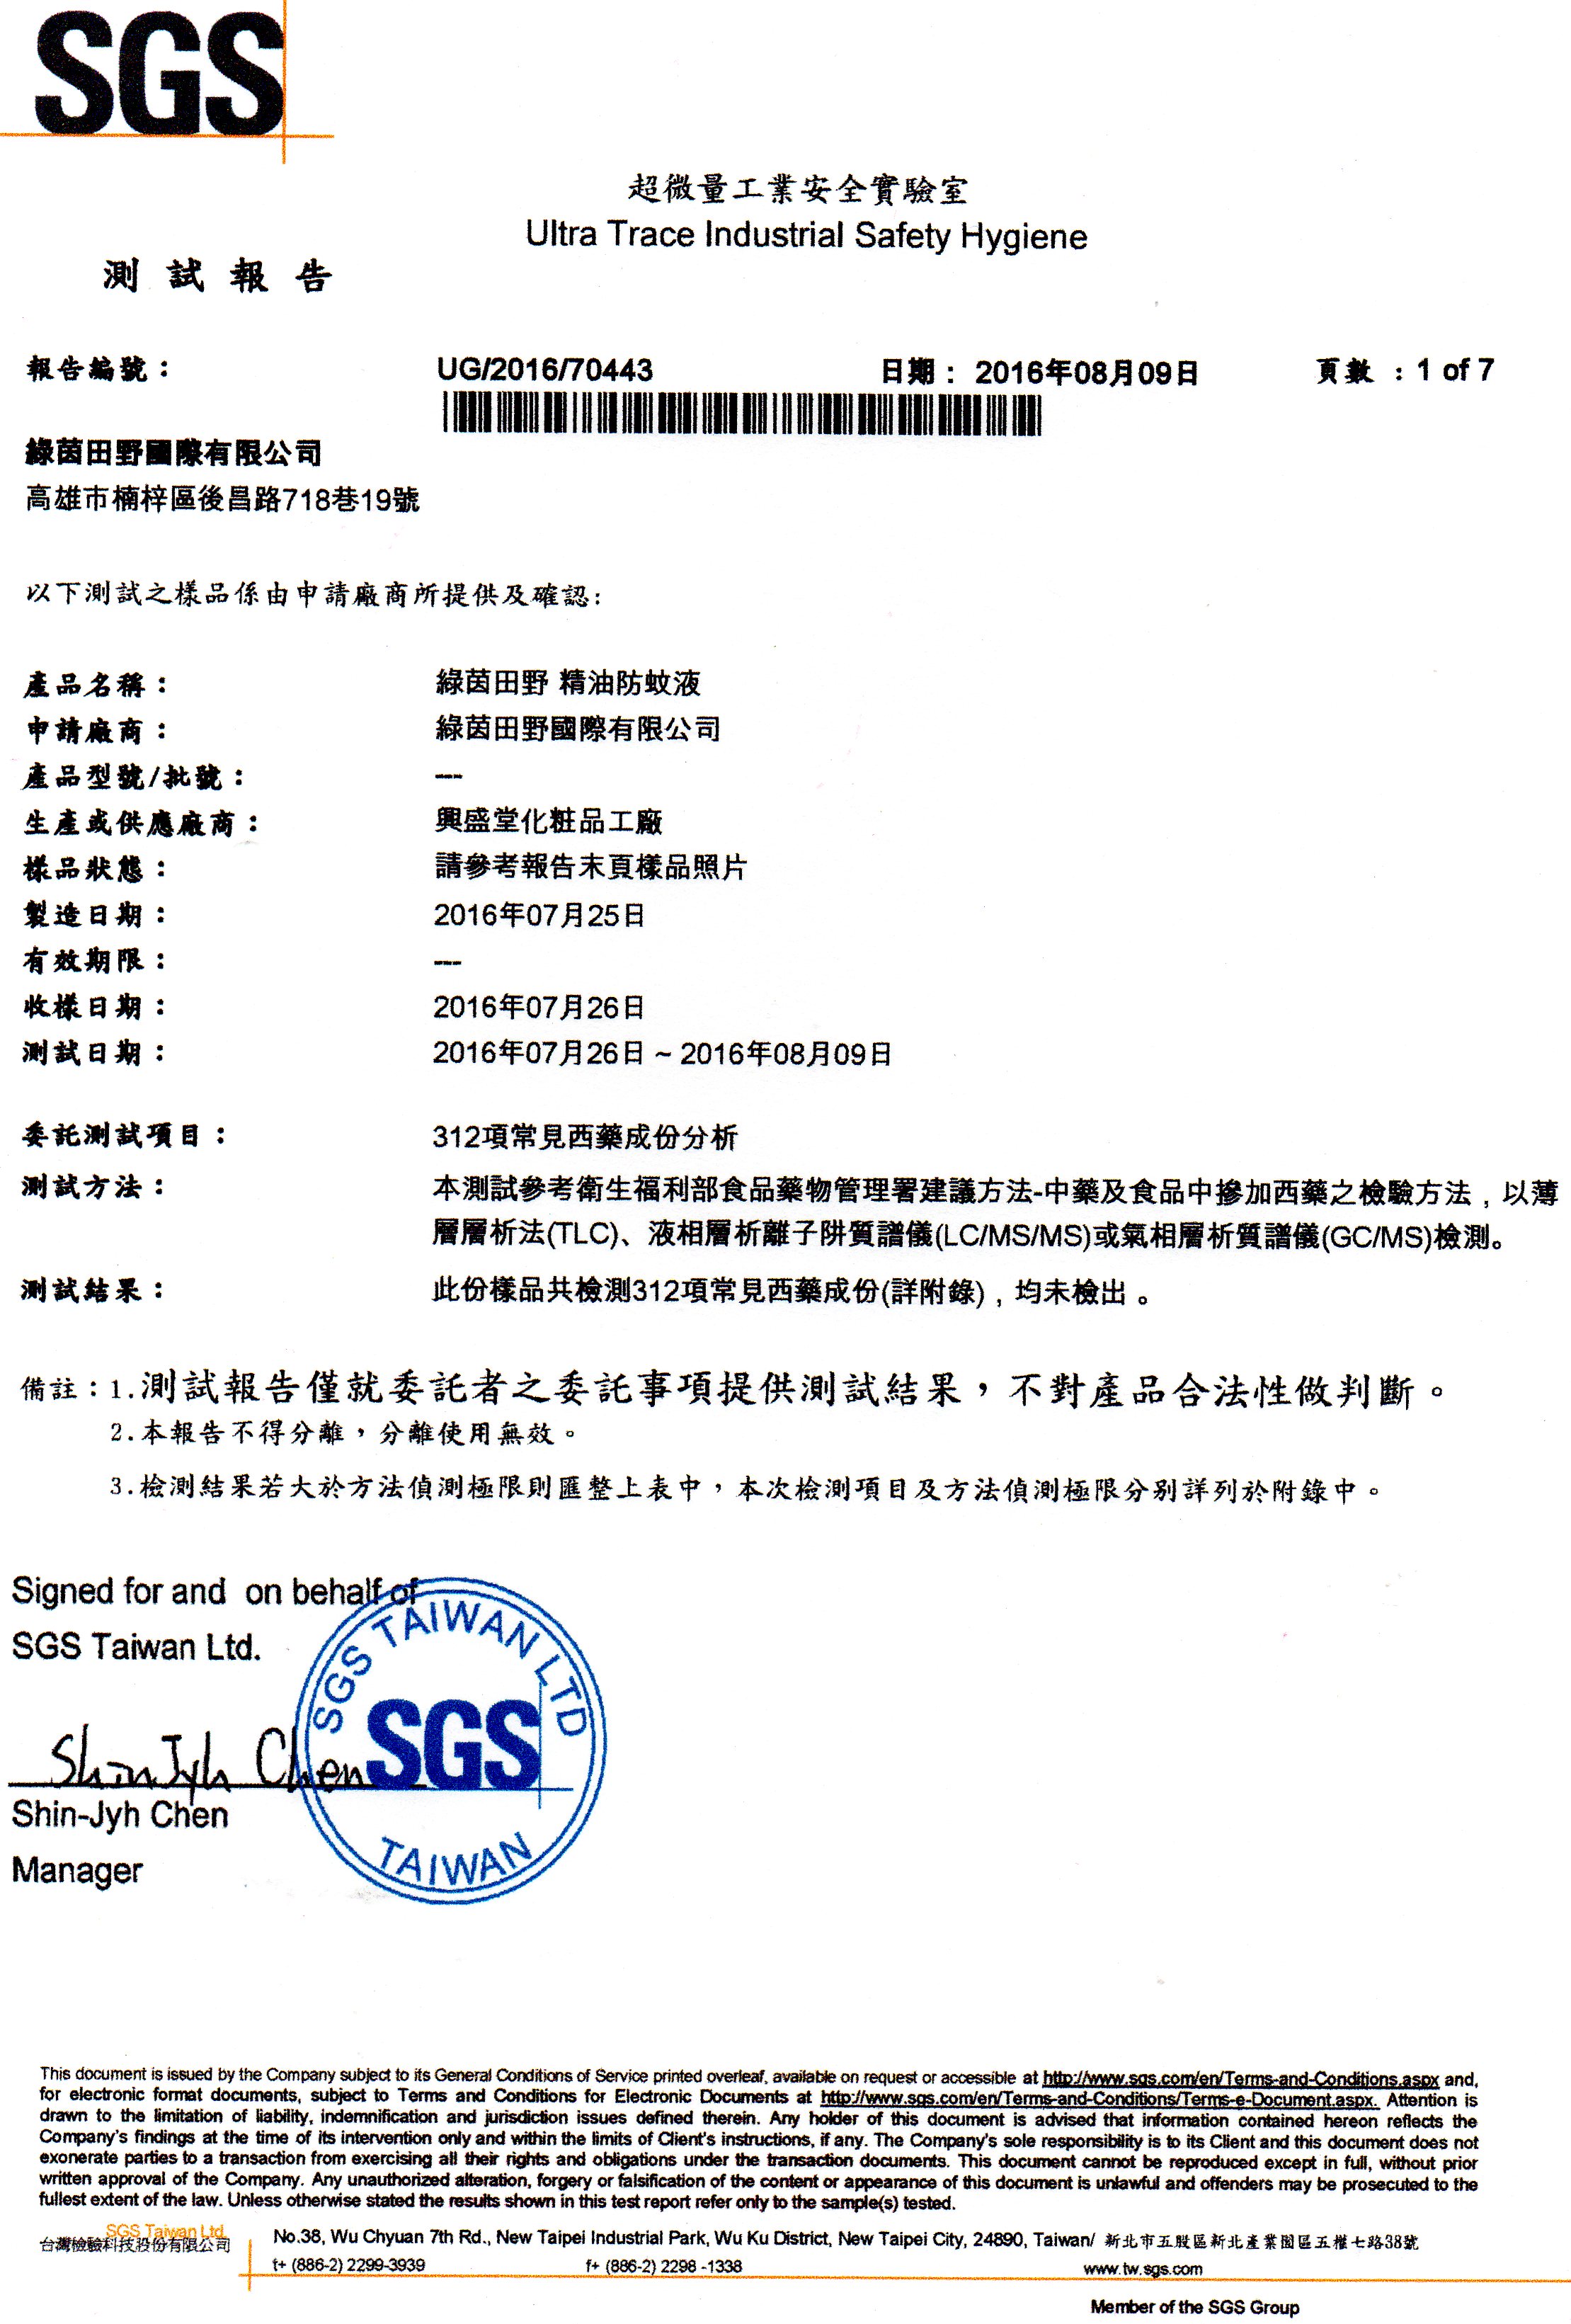 SGS
超微量工業安全實驗室
Ultra Trace Industrial Safety Hygiene
測試報告
報告編號： UG/2016/70443 日期： 2016年08月09日 頁數 ：1 of 7
綠茵田野國際有限公司
高雄市楠梓區後昌路718巷19號
以下測試之樣品係由申請廠商所提供及確認:
產品名稱： 綠茵田野 精油防蚊液
申請廠商： 綠茵田野國際有限公司
產品型號/批號： ---
生產或供應廠商： 興盛堂化粧品工廠
樣品狀態： 請參考報告末頁樣品照片
製造日期： 2016年07月25日
有效期限： ---
收樣日期： 2016年07月26日
測試日期： 2016年07月26日 ~ 2016年08月09日
委託測試項目： 312項常見西藥成份分析
測試方法： 本測試參考衛生福利部食品藥物管理署建議方法-中藥及食品中摻加西藥之檢驗方法，以薄
層層析法(TLC)、液相層析離子阱質譜儀(LC/MS/MS)或氣相層析質譜儀(GC/MS)檢測。
測試結果： 此份樣品共檢測312項常見西藥成份(詳附錄)，均未檢出。
備註：1.測試報告僅就委託者之委託事項提供測試結果，不對產品合法性做判斷。
2.本報告不得分離，分離使用無效。
3.檢測結果若大於方法偵測極限則匯整上表中，本次檢測項目及方法偵測極限分別詳列於附錄中。
Signed for and on behalf of
SGS Taiwan Ltd.
SGS TAIWAN LTD
SGS
TAIWAN
Shin Jyh Chen
Shin-Jyh Chen
Manager
This document is issued by the Company subject to its General Conditions of Service printed overleaf, available on request or accessible at http://www.sgs.com/en/Terms-and-Conditions.aspx and,
for electronic format documents, subject to Terms and Conditions for Electronic Documents at http://www.sgs.com/en/Terms-and-Conditions/Terms-e-Document.aspx. Attention is
drawn to the limitation of liability, indemnification and jurisdiction issues defined therein. Any holder of this document is advised that information contained hereon reflects the
Company's findings at the time of its intervention only and within the limits of Client's instructions, if any. The Company's sole responsibility is to its Client and this document does not
exonerate parties to a transaction from exercising all their rights and obligations under the transaction documents. This document cannot be reproduced except in full, without prior
written approval of the Company. Any unauthorized alteration, forgery or falsification of the content or appearance of this document is unlawful and offenders may be prosecuted to the
fullest extent of the law. Unless otherwise stated the results shown in this test report refer only to the sample(s) tested.
SGS Taiwan Ltd.
台灣檢驗科技股份有限公司
No.38, Wu Chyuan 7th Rd., New Taipei Industrial Park, Wu Ku District, New Taipei City, 24890, Taiwan/ 新北市五股區新北產業園區五權七路38號
t+ (886-2) 2299-3939 f+ (886-2) 2298 -1338 www.tw.sgs.com
Member of the SGS Group